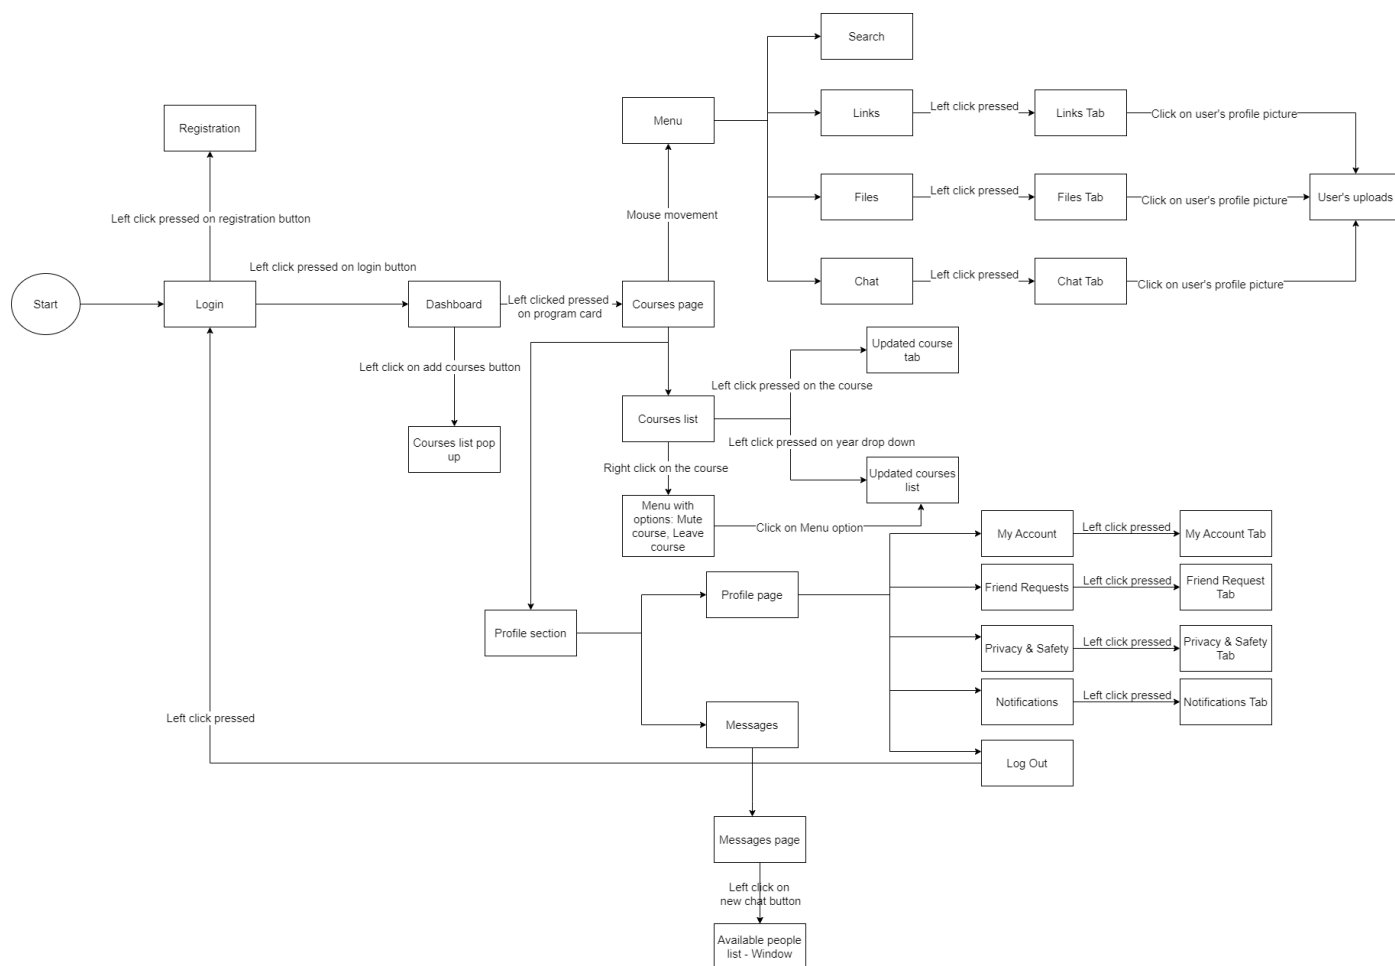 Search
Menu
Links
Left click pressed
Links Tab
Click on user's profile picture
Registration
Files
Left click pressed
Files Tab
Click on user's profile picture
User's uploads
Left click pressed on registration button
Mouse movement
Left click pressed on login button
Chat
Left click pressed
Chat Tab
Click on user's profile picture
Start
Login
Dashboard
Left clicked pressed
on program card
Courses page
Updated course
tab
Left click on add courses button
Left click pressed on the course
Courses list
Courses list pop
up
Left click pressed on year drop down
Right click on the course
Updated courses
list
Menu with
options: Mute
course, Leave
course
Click on Menu option
My Account
Left click pressed
My Account Tab
Profile page
Friend Requests
Left click pressed
Friend Request
Tab
Profile section
Privacy & Safety
Left click pressed
Privacy & Safety
Tab
Notifications
Left click pressed
Notifications Tab
Left click pressed
Messages
Log Out
Messages page
Left click on
new chat button
Available people
list - Window